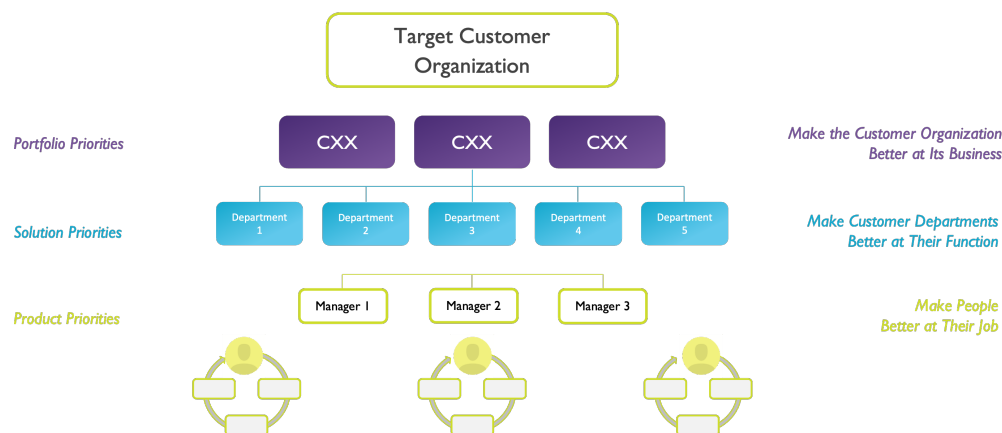 Target Customer
Organization
CXX
CXX
CXX
Portfolio Priorities
Make the Customer Organization
Better at Its Business
Department
1
Department
2
Department
3
Department
4
Department
5
Solution Priorities
Make Customer Departments
Better at Their Function
Manager 1
Manager 2
Manager 3
Product Priorities
Make People
Better at Their Job